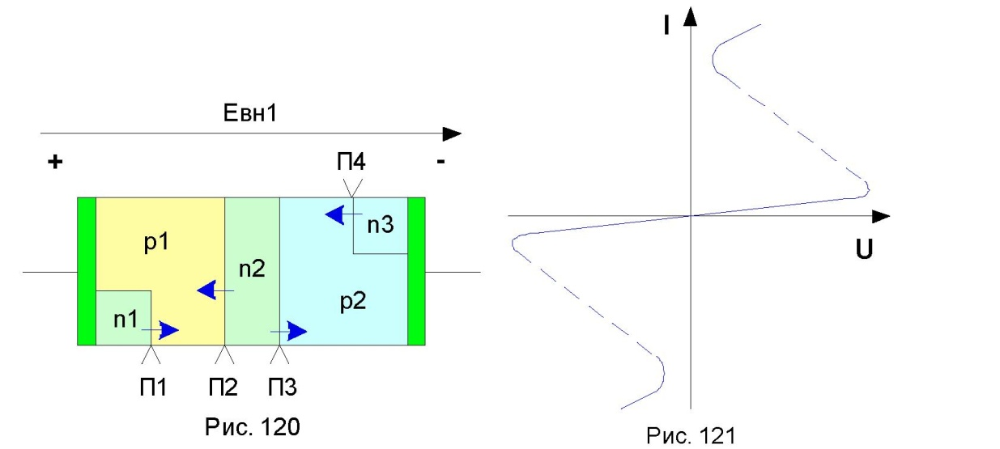 Евн1
+ -
П4
p1
n2
n3
n1
p2
П1 П2 П3
Рис. 120
I
U
Рис. 121